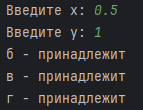 Введите x: 0.5
Введите y: 1
б - принадлежит
в - принадлежит
г - принадлежит